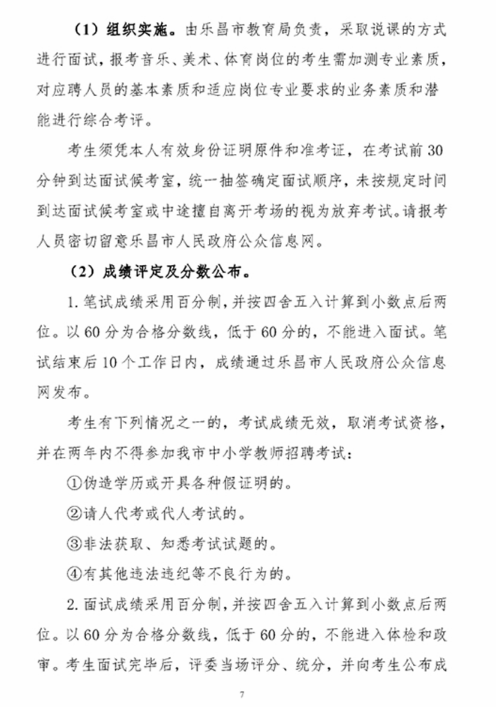 （1）组织实施。由乐昌市教育局负责，采取说课的方式
进行面试，报考音乐、美术、体育岗位的考生需加测专业素质，
对应聘人员的基本素质和适应岗位专业要求的业务素质和潜
能进行综合考评。
考生须凭本人有效身份证明原件和准考证，在考试前 30
分钟到达面试候考室，统一抽签确定面试顺序，未按规定时间
到达面试候考室或中途擅自离开考场的视为放弃考试。请报考
人员密切留意乐昌市人民政府公众信息网。
（2）成绩评定及分数公布。
1. 笔试成绩采用百分制，并按四舍五入计算到小数点后两
位。以 60 分为合格分数线，低于 60 分的，不能进入面试。笔
试结束后 10 个工作日内，成绩通过乐昌市人民政府公众信息
网发布。
考生有下列情况之一的，考试成绩无效，取消考试资格，
并在两年内不得参加我市中小学教师招聘考试：
①伪造学历或开具各种假证明的。
②请人代考或代人考试的。
③非法获取、知悉考试试题的。
④有其他违法违纪等不良行为的。
2. 面试成绩采用百分制，并按四舍五入计算到小数点后两
位。以 60 分为合格分数线，低于 60 分的，不能进入体检和政
审。考生面试完毕后，评委当场评分、统分，并向考生公布成
7